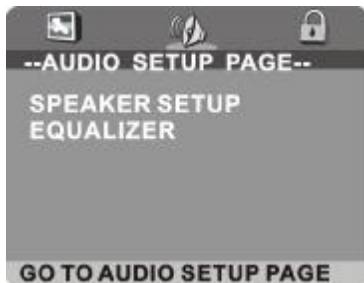 --AUDIO SETUP PAGE--
SPEAKER SETUP
EQUALIZER
GO TO AUDIO SETUP PAGE